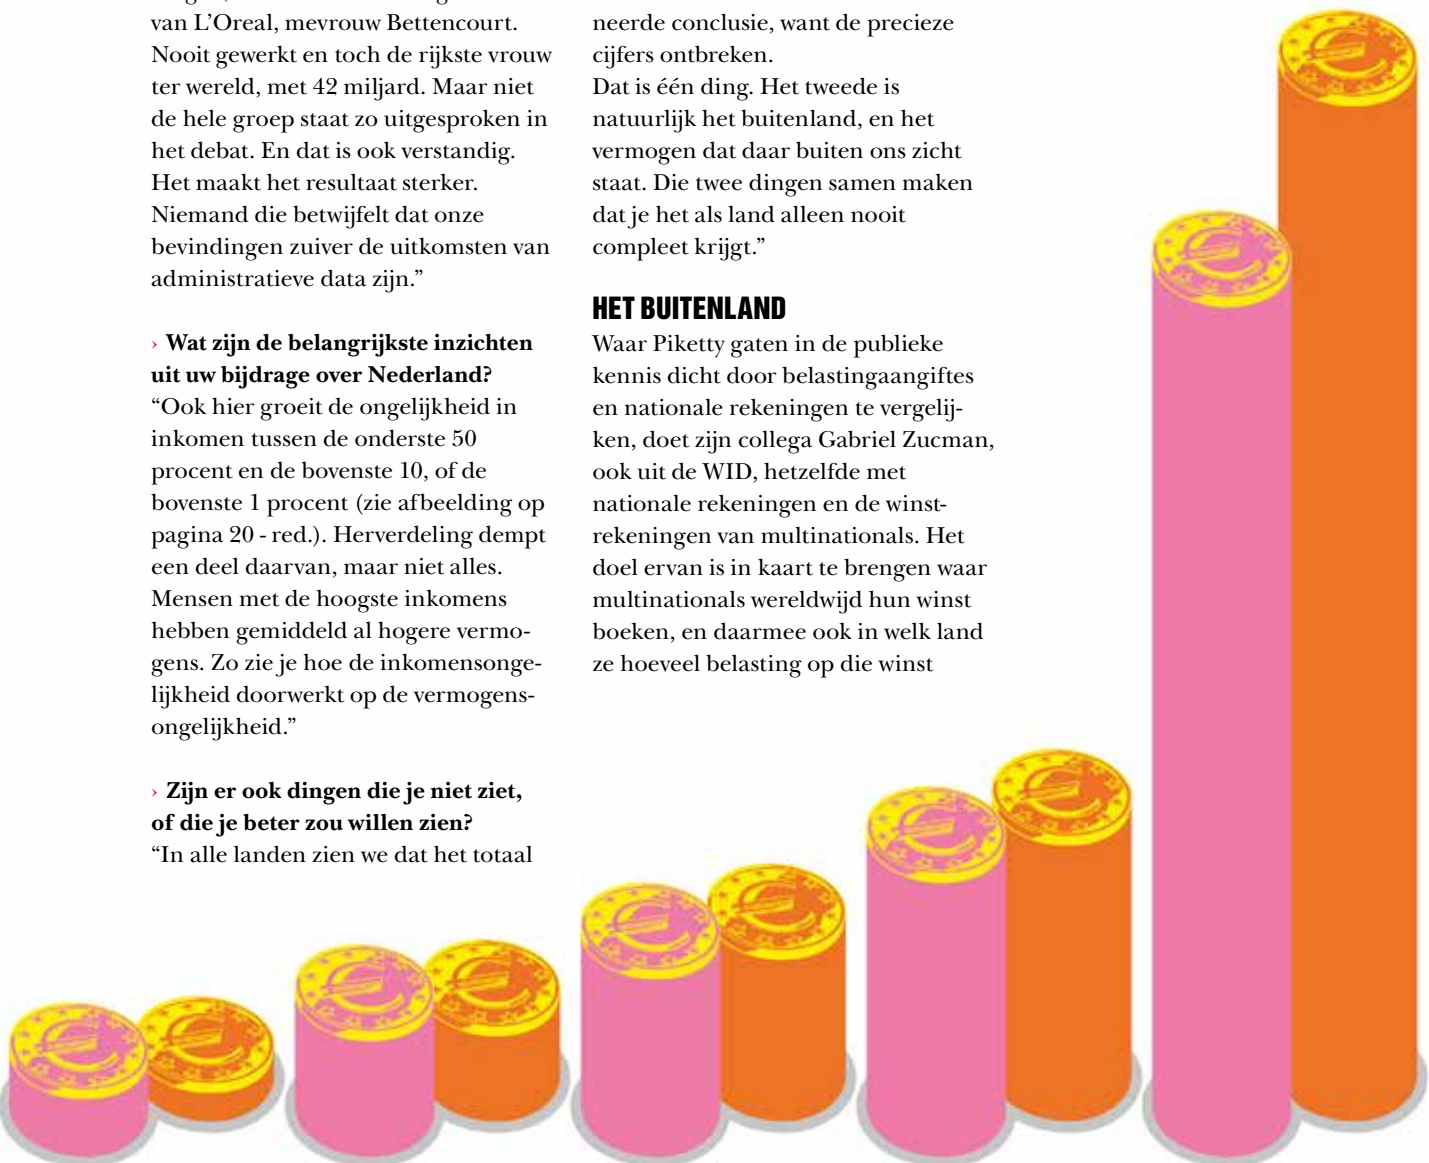 van L’Oreal, mevrouw Bettencourt.
Nooit gewerkt en toch de rijkste vrouw
ter wereld, met 42 miljard. Maar niet
de hele groep staat zo uitgesproken in
het debat. En dat is ook verstandig.
Het maakt het resultaat sterker.
Niemand die betwijfelt dat onze
bevindingen zuiver de uitkomsten van
administratieve data zijn.”
› Wat zijn de belangrijkste inzichten
uit uw bijdrage over Nederland?
“Ook hier groeit de ongelijkheid in
inkomen tussen de onderste 50
procent en de bovenste 10, of de
bovenste 1 procent (zie afbeelding op
pagina 20 - red.). Herverdeling dempt
een deel daarvan, maar niet alles.
Mensen met de hoogste inkomens
hebben gemiddeld al hogere vermo-
gens. Zo zie je hoe de inkomensonge-
lijkheid doorwerkt op de vermogens-
ongelijkheid.”
› Zijn er ook dingen die je niet ziet,
of die je beter zou willen zien?
“In alle landen zien we dat het totaal
neerde conclusie, want de precieze
cijfers ontbreken.
Dat is één ding. Het tweede is
natuurlijk het buitenland, en het
vermogen dat daar buiten ons zicht
staat. Die twee dingen samen maken
dat je het als land alleen nooit
compleet krijgt.”
HET BUITENLAND
Waar Piketty gaten in de publieke
kennis dicht door belastingaangiftes
en nationale rekeningen te vergelij-
ken, doet zijn collega Gabriel Zucman,
ook uit de WID, hetzelfde met
nationale rekeningen en de winst-
rekeningen van multinationals. Het
doel ervan is in kaart te brengen waar
multinationals wereldwijd hun winst
boeken, en daarmee ook in welk land
ze hoeveel belasting op die winst